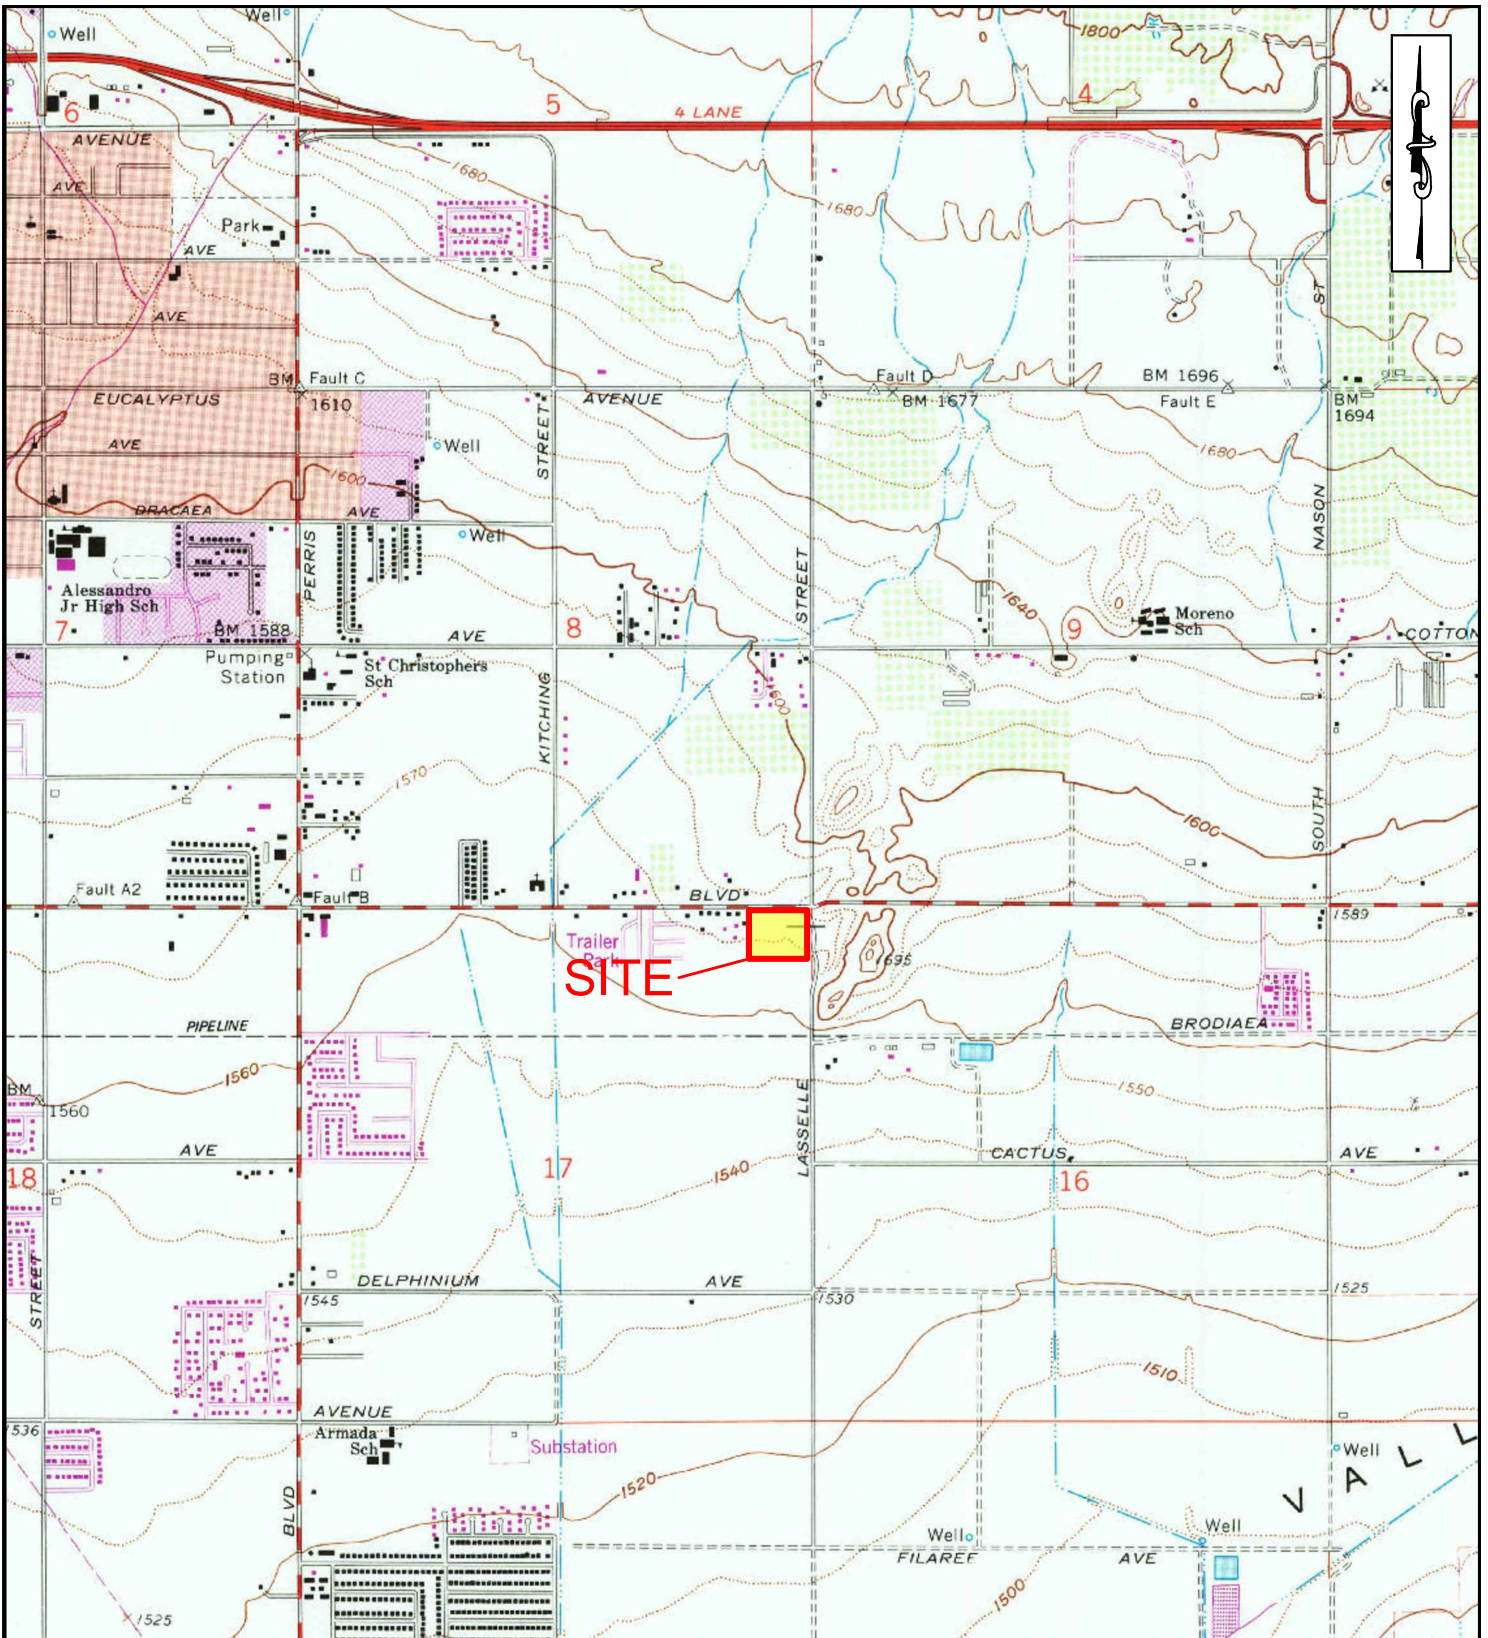 Well
Well
1800
6
5
4 LANE
4
AVENUE
1680
AVE
1680
Park
AVE
ST
AVE
BM
Fault C
Fault D
BM 1696
EUCALYPTUS
1610
AVENUE
BM 1677
Fault E
BM
1694
STREET
AVE
Well
1680
1600
DRACAEA
AVE
NASON
Well
PERRIS
STREET
Alessandro
Jr High Sch
1640
Moreno
Sch
7
BM 1588
AVE
8
9
COTTON
Pumping
Station
St Christophers
Sch
KITCHING
1600
1570
SOUTH
1600
Fault A2
Fault B
BLVD
1589
Trailer
Park
SITE
1695
PIPELINE
BRODIAEA
1560
1550
BM
1560
LASSELLE
AVE
CACTUS
AVE
18
17
1540
16
STREET
DELPHINIUM
AVE
1545
1530
1525
1510
AVENUE
1536
Armada
Sch
Substation
Well
VALL
1520
BLVD
Well
Well
FILAREE
AVE
1500
1525